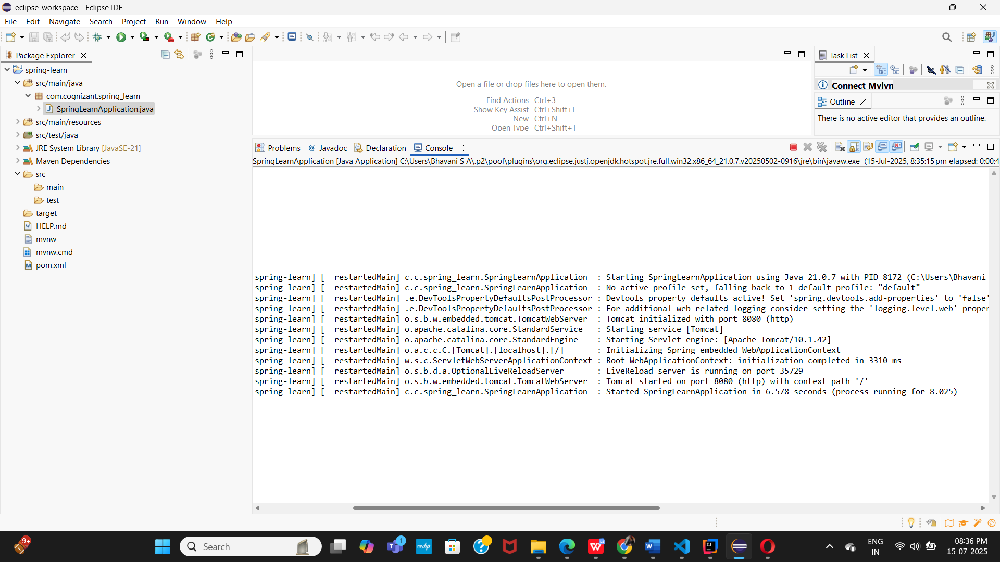 eclipse-workspace - Eclipse IDE
File Edit Navigate Search Project Run Window Help
Package Explorer
spring-learn
src/main/java
com.cognizant.spring_learn
SpringLearnApplication.java
src/main/resources
src/test/java
JRE System Library [JavaSE-21]
Maven Dependencies
src
main
test
target
HELP.md
mvnw
mvnw.cmd
pom.xml
Open a file or drop files here to open them.
Find Actions Ctrl+3
Show Key Assist Ctrl+Shift+L
New Ctrl+N
Open Type Ctrl+Shift+T
Task List
Connect Mylyn
Outline
There is no active editor that provides an outline.
Problems @ Javadoc Declaration Console
SpringLearnApplication [Java Application] C:\Users\Bhavani S A\.p2\pool\plugins\org.eclipse.justj.openjdk.hotspot.jre.full.win32.x86_64_21.0.7.v20250502-0916\jre\bin\javaw.exe (15-Jul-2025, 8:35:15 pm elapsed: 0:00:4
spring-learn] [  restartedMain] c.c.spring_learn.SpringLearnApplication  : Starting SpringLearnApplication using Java 21.0.7 with PID 8172 (C:\Users\Bhavani
spring-learn] [  restartedMain] c.c.spring_learn.SpringLearnApplication  : No active profile set, falling back to 1 default profile: "default"
spring-learn] [  restartedMain] .e.DevToolsPropertyDefaultsPostProcessor : Devtools property defaults active! Set 'spring.devtools.add-properties' to 'false'
spring-learn] [  restartedMain] .e.DevToolsPropertyDefaultsPostProcessor : For additional web related logging consider setting the 'logging.level.web' proper
spring-learn] [  restartedMain] o.s.b.w.embedded.tomcat.TomcatWebServer  : Tomcat initialized with port 8080 (http)
spring-learn] [  restartedMain] o.apache.catalina.core.StandardService   : Starting service [Tomcat]
spring-learn] [  restartedMain] o.apache.catalina.core.StandardEngine    : Starting Servlet engine: [Apache Tomcat/10.1.42]
spring-learn] [  restartedMain] o.a.c.c.C.[Tomcat].[localhost].[/]       : Initializing Spring embedded WebApplicationContext
spring-learn] [  restartedMain] w.s.c.ServletWebServerApplicationContext : Root WebApplicationContext: initialization completed in 3310 ms
spring-learn] [  restartedMain] o.s.b.d.a.OptionalLiveReloadServer       : LiveReload server is running on port 35729
spring-learn] [  restartedMain] o.s.b.w.embedded.tomcat.TomcatWebServer  : Tomcat started on port 8080 (http) with context path '/'
spring-learn] [  restartedMain] c.c.spring_learn.SpringLearnApplication  : Started SpringLearnApplication in 6.578 seconds (process running for 8.025)
9+
Search
1
myhp
ENG
IN
08:36 PM
15-07-2025